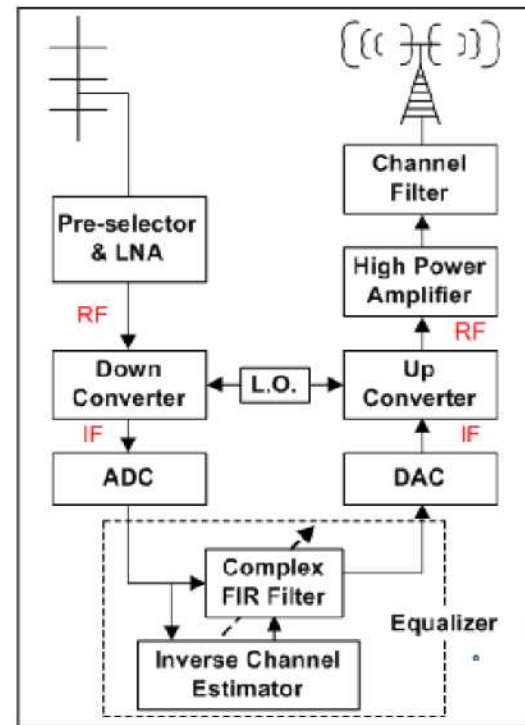 Pre-selector
& LNA
RF
Down
Converter
IF
ADC
L.O.
Channel
Filter
High Power
Amplifier
RF
Up
Converter
IF
DAC
Complex
FIR Filter
Equalizer
Inverse Channel
Estimator